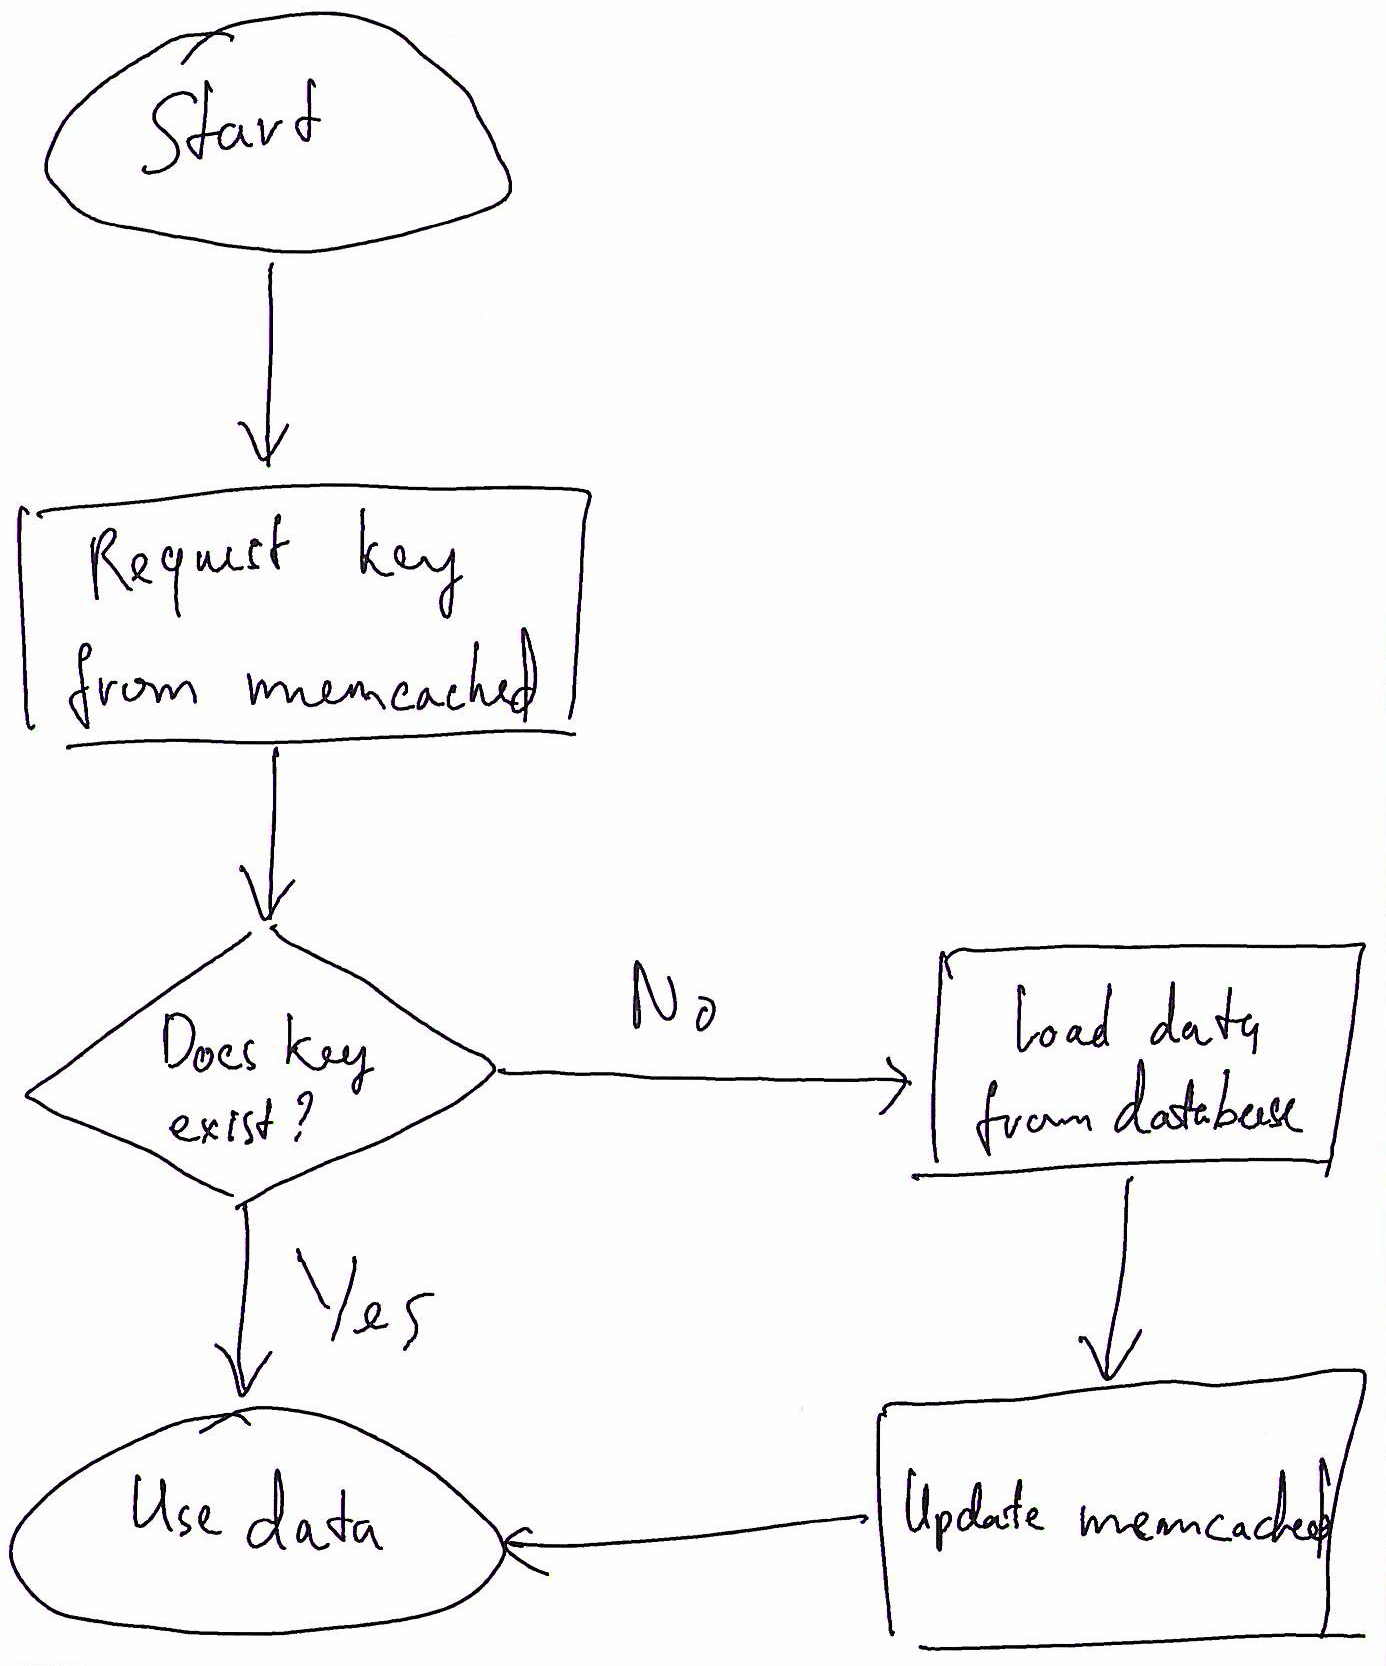 Start
Request key
from memcached
Does key
exist?
No
Load data
from database
Yes
Use data
Update memcached